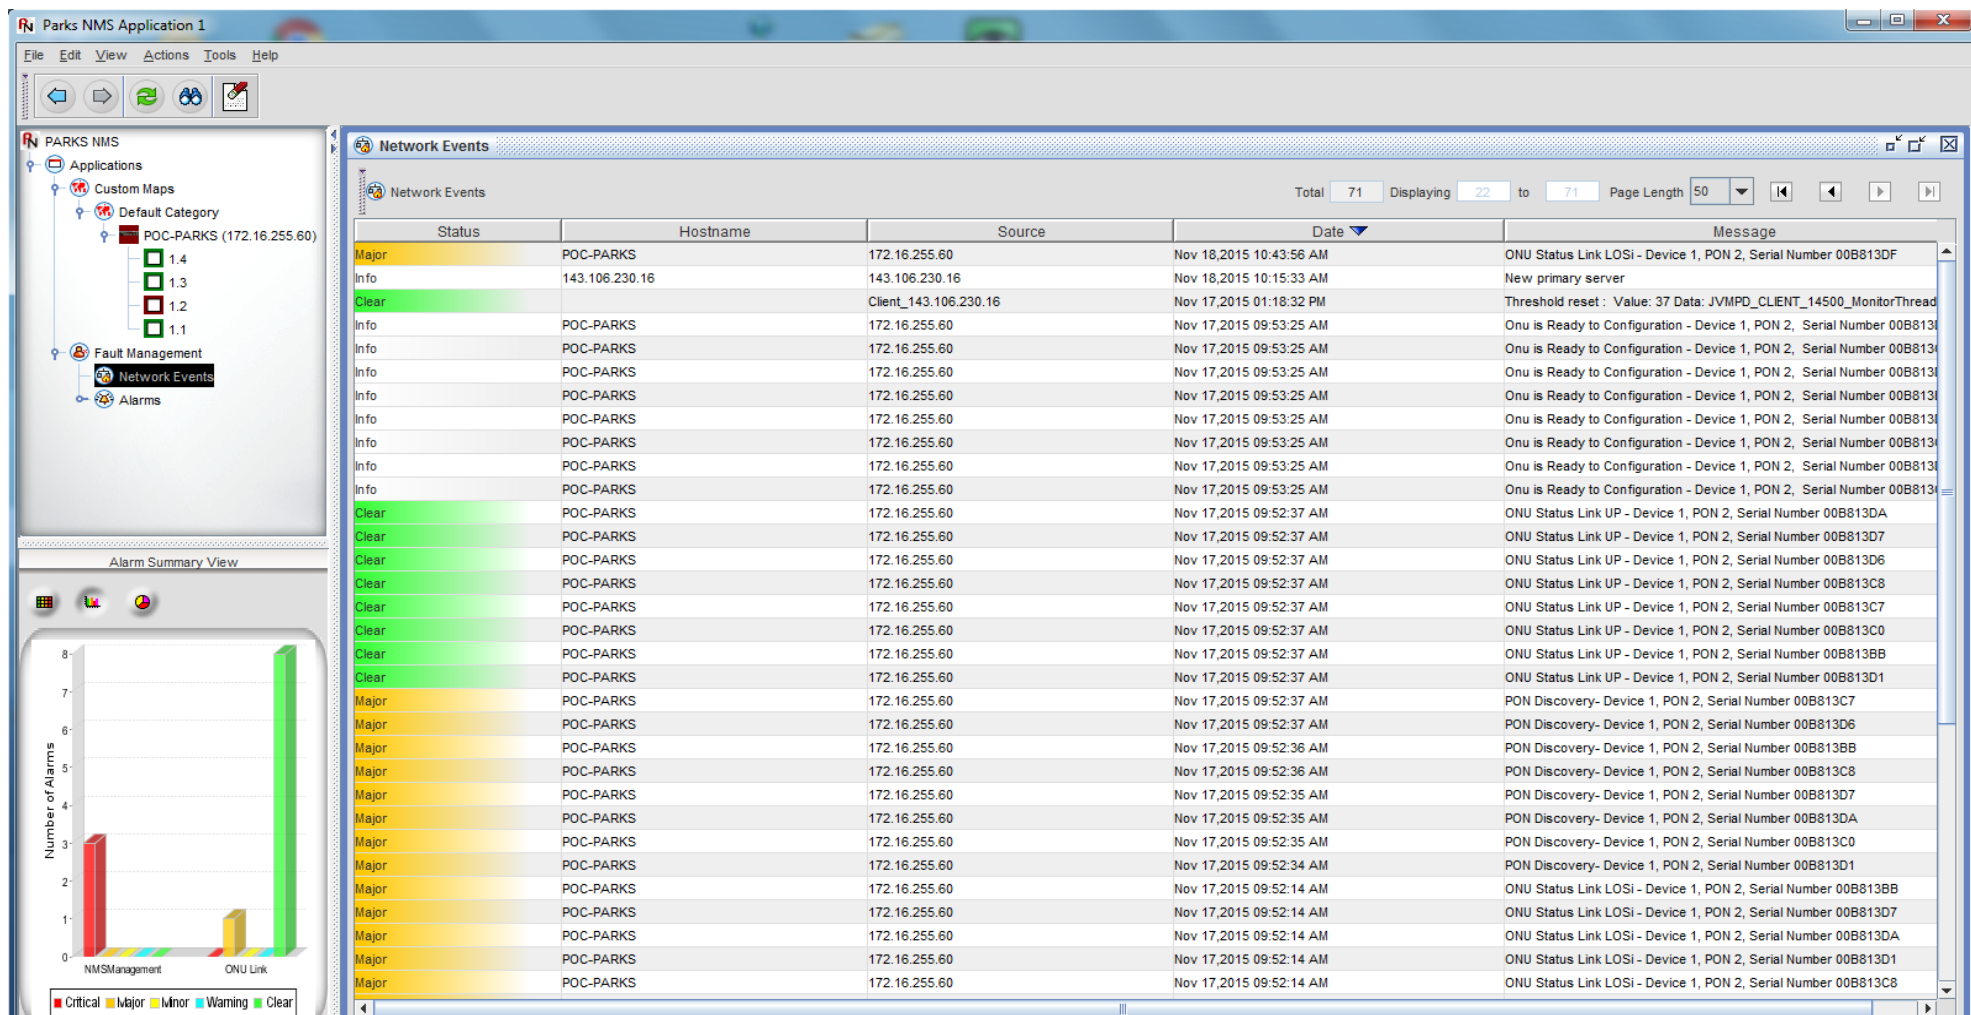 Parks NMS Application 1
File Edit View Actions Tools Help
PARKS NMS
Applications
Custom Maps
Default Category
POC-PARKS (172.16.255.60)
1.4
1.3
1.2
1.1
Fault Management
Network Events
Alarms
Alarm Summary View
8
7
6
5
4
3
2
1
0
Number of Alarms
NMSManagement ONU Link
Critical Major Minor Warning Clear
Network Events
Network Events Total 71 Displaying 22 to 71 Page Length 50
Status Hostname Source Date Message
Major POC-PARKS 172.16.255.60 Nov 18,2015 10:43:56 AM ONU Status Link LOSi - Device 1, PON 2, Serial Number 00B813DF
Info 143.106.230.16 143.106.230.16 Nov 18,2015 10:15:33 AM New primary server
Clear Client_143.106.230.16 Nov 17,2015 01:18:32 PM Threshold reset : Value: 37 Data: JVMPD_CLIENT_14500_MonitorThread
Info POC-PARKS 172.16.255.60 Nov 17,2015 09:53:25 AM Onu is Ready to Configuration - Device 1, PON 2, Serial Number
Info POC-PARKS 172.16.255.60 Nov 17,2015 09:53:25 AM Onu is Ready to Configuration - Device 1, PON 2, Serial Number
Info POC-PARKS 172.16.255.60 Nov 17,2015 09:53:25 AM Onu is Ready to Configuration - Device 1, PON 2, Serial Number
Info POC-PARKS 172.16.255.60 Nov 17,2015 09:53:25 AM Onu is Ready to Configuration - Device 1, PON 2, Serial Number
Info POC-PARKS 172.16.255.60 Nov 17,2015 09:53:25 AM Onu is Ready to Configuration - Device 1, PON 2, Serial Number
Info POC-PARKS 172.16.255.60 Nov 17,2015 09:53:25 AM Onu is Ready to Configuration - Device 1, PON 2, Serial Number
Info POC-PARKS 172.16.255.60 Nov 17,2015 09:53:25 AM Onu is Ready to Configuration - Device 1, PON 2, Serial Number
Info POC-PARKS 172.16.255.60 Nov 17,2015 09:53:25 AM Onu is Ready to Configuration - Device 1, PON 2, Serial Number
Clear POC-PARKS 172.16.255.60 Nov 17,2015 09:52:37 AM ONU Status Link UP - Device 1, PON 2, Serial Number 00B813DA
Clear POC-PARKS 172.16.255.60 Nov 17,2015 09:52:37 AM ONU Status Link UP - Device 1, PON 2, Serial Number 00B813D7
Clear POC-PARKS 172.16.255.60 Nov 17,2015 09:52:37 AM ONU Status Link UP - Device 1, PON 2, Serial Number 00B813D6
Clear POC-PARKS 172.16.255.60 Nov 17,2015 09:52:37 AM ONU Status Link UP - Device 1, PON 2, Serial Number 00B813C8
Clear POC-PARKS 172.16.255.60 Nov 17,2015 09:52:37 AM ONU Status Link UP - Device 1, PON 2, Serial Number 00B813C7
Clear POC-PARKS 172.16.255.60 Nov 17,2015 09:52:37 AM ONU Status Link UP - Device 1, PON 2, Serial Number 00B813C0
Clear POC-PARKS 172.16.255.60 Nov 17,2015 09:52:37 AM ONU Status Link UP - Device 1, PON 2, Serial Number 00B813BB
Clear POC-PARKS 172.16.255.60 Nov 17,2015 09:52:37 AM ONU Status Link UP - Device 1, PON 2, Serial Number 00B813D1
Major POC-PARKS 172.16.255.60 Nov 17,2015 09:52:37 AM PON Discovery- Device 1, PON 2, Serial Number 00B813C7
Major POC-PARKS 172.16.255.60 Nov 17,2015 09:52:37 AM PON Discovery- Device 1, PON 2, Serial Number 00B813D6
Major POC-PARKS 172.16.255.60 Nov 17,2015 09:52:36 AM PON Discovery- Device 1, PON 2, Serial Number 00B813BB
Major POC-PARKS 172.16.255.60 Nov 17,2015 09:52:36 AM PON Discovery- Device 1, PON 2, Serial Number 00B813C8
Major POC-PARKS 172.16.255.60 Nov 17,2015 09:52:35 AM PON Discovery- Device 1, PON 2, Serial Number 00B813D7
Major POC-PARKS 172.16.255.60 Nov 17,2015 09:52:35 AM PON Discovery- Device 1, PON 2, Serial Number 00B813DA
Major POC-PARKS 172.16.255.60 Nov 17,2015 09:52:35 AM PON Discovery- Device 1, PON 2, Serial Number 00B813C0
Major POC-PARKS 172.16.255.60 Nov 17,2015 09:52:34 AM PON Discovery- Device 1, PON 2, Serial Number 00B813D1
Major POC-PARKS 172.16.255.60 Nov 17,2015 09:52:14 AM ONU Status Link LOSi - Device 1, PON 2, Serial Number 00B813BB
Major POC-PARKS 172.16.255.60 Nov 17,2015 09:52:14 AM ONU Status Link LOSi - Device 1, PON 2, Serial Number 00B813D7
Major POC-PARKS 172.16.255.60 Nov 17,2015 09:52:14 AM ONU Status Link LOSi - Device 1, PON 2, Serial Number 00B813DA
Major POC-PARKS 172.16.255.60 Nov 17,2015 09:52:14 AM ONU Status Link LOSi - Device 1, PON 2, Serial Number 00B813D1
Major POC-PARKS 172.16.255.60 Nov 17,2015 09:52:14 AM ONU Status Link LOSi - Device 1, PON 2, Serial Number 00B813C8